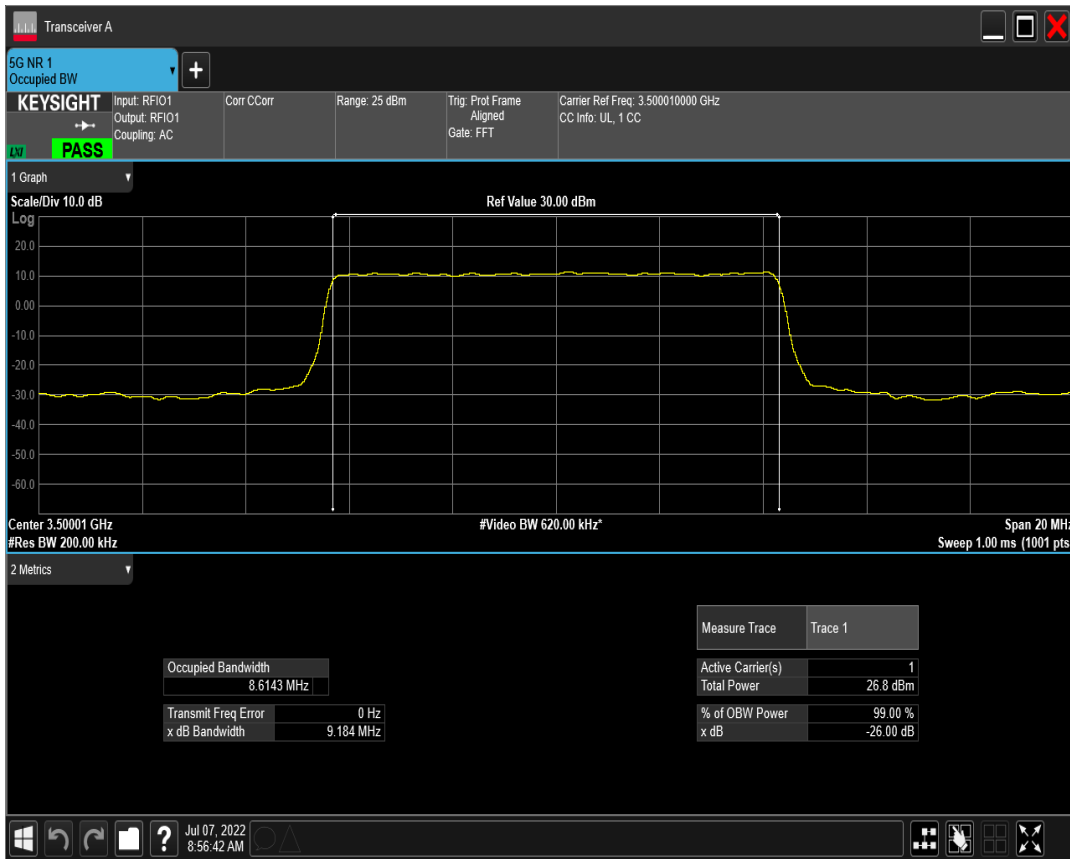 Transceiver A
5G NR 1
Occupied BW
KEYSIGHT
LXI
PASS
Input: RFIO1
Output: RFIO1
Coupling: AC
Corr CCorr
Range: 25 dBm
Trig: Prot Frame
Aligned
Gate: FFT
Carrier Ref Freq: 3.500010000 GHz
CC Info: UL, 1 CC
1 Graph
Scale/Div 10.0 dB
Ref Value 30.00 dBm
Log
20.0
10.0
0.00
-10.0
-20.0
-30.0
-40.0
-50.0
-60.0
Center 3.50001 GHz
#Video BW 620.00 kHz*
Span 20 MHz
#Res BW 200.00 kHz
Sweep 1.00 ms (1001 pts
2 Metrics
Measure Trace Trace 1
Occupied Bandwidth
8.6143 MHz
Active Carrier(s) 1
Total Power 26.8 dBm
Transmit Freq Error 0 Hz
x dB Bandwidth 9.184 MHz
% of OBW Power 99.00 %
x dB -26.00 dB
?
Jul 07, 2022
8:56:42 AM